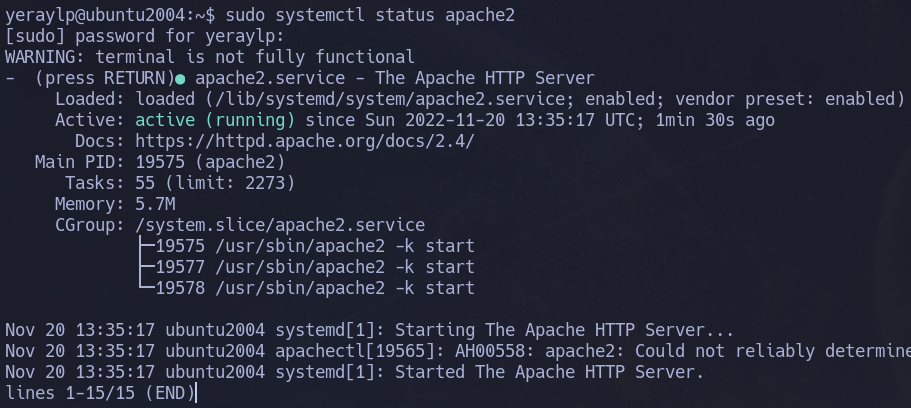 yeraylp@ubuntu2004:~$ sudo systemctl status apache2
[sudo] password for yeraylp:
WARNING: terminal is not fully functional
-  (press RETURN)● apache2.service - The Apache HTTP Server
     Loaded: loaded (/lib/systemd/system/apache2.service; enabled; vendor preset: enabled)
     Active: active (running) since Sun 2022-11-20 13:35:17 UTC; 1min 30s ago
       Docs: https://httpd.apache.org/docs/2.4/
   Main PID: 19575 (apache2)
      Tasks: 55 (limit: 2273)
     Memory: 5.7M
     CGroup: /system.slice/apache2.service
             ├─19575 /usr/sbin/apache2 -k start
             ├─19577 /usr/sbin/apache2 -k start
             └─19578 /usr/sbin/apache2 -k start

Nov 20 13:35:17 ubuntu2004 systemd[1]: Starting The Apache HTTP Server...
Nov 20 13:35:17 ubuntu2004 apachectl[19565]: AH00558: apache2: Could not reliably determine
Nov 20 13:35:17 ubuntu2004 systemd[1]: Started The Apache HTTP Server.
lines 1-15/15 (END)